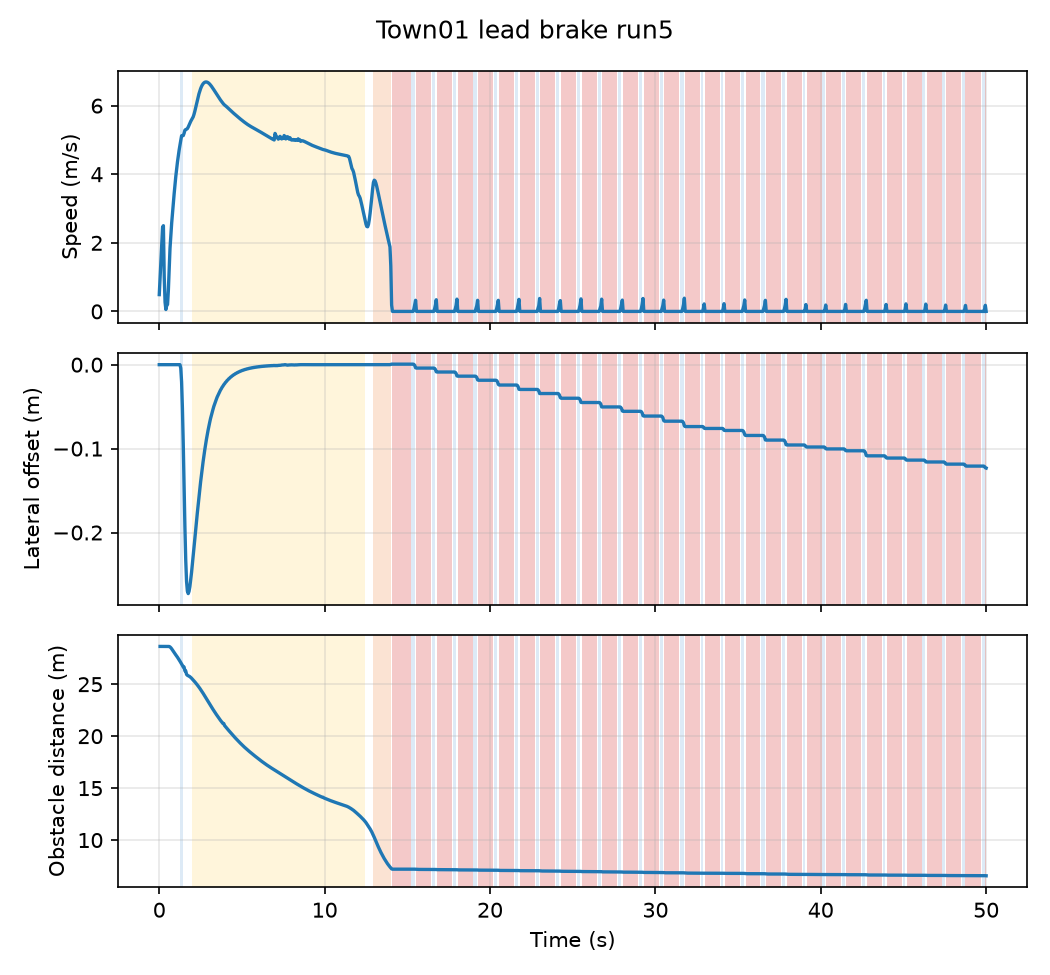 Town01 lead brake run5
Speed (m/s)
6
4
2
0
Lateral offset (m)
0.0
−0.1
−0.2
Obstacle distance (m)
25
20
15
10
0 10 20 30 40 50
Time (s)